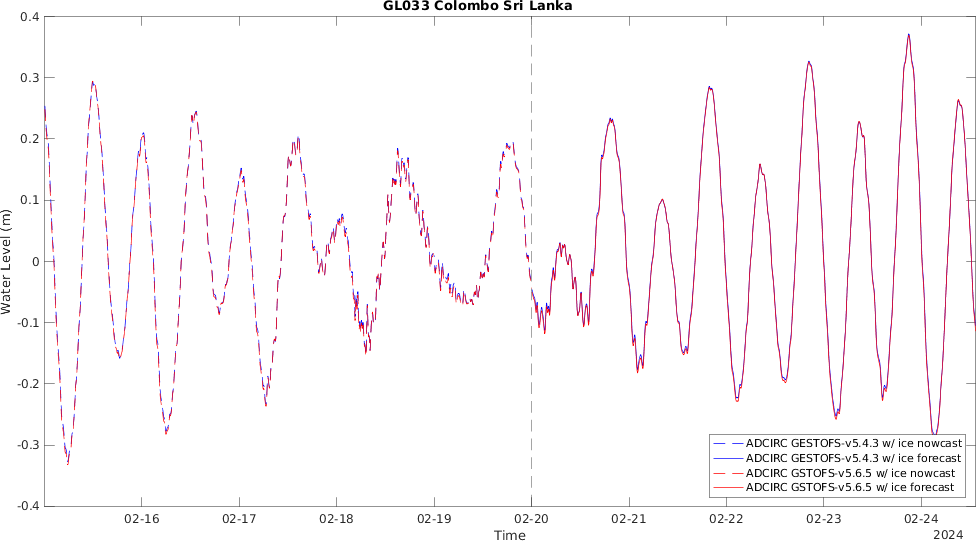 GL033 Colombo Sri Lanka
0.4
0.3
0.2
0.1
0
-0.1
-0.2
-0.3
-0.4
Water Level (m)
ADCIRC GESTOFS-v5.4.3 w/ ice nowcast
ADCIRC GESTOFS-v5.4.3 w/ ice forecast
ADCIRC GSTOFS-v5.6.5 w/ ice nowcast
ADCIRC GSTOFS-v5.6.5 w/ ice forecast
02-16 02-17 02-18 02-19 02-20 02-21 02-22 02-23 02-24
Time
2024